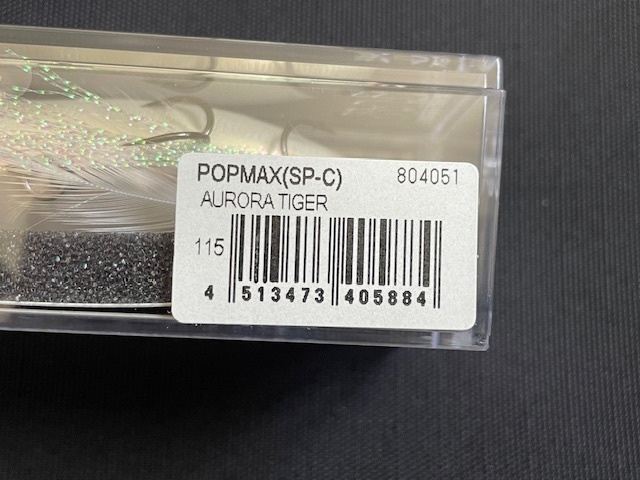 POPMAX(SP-C) 804051
AURORA TIGER
115
4 513473 405884